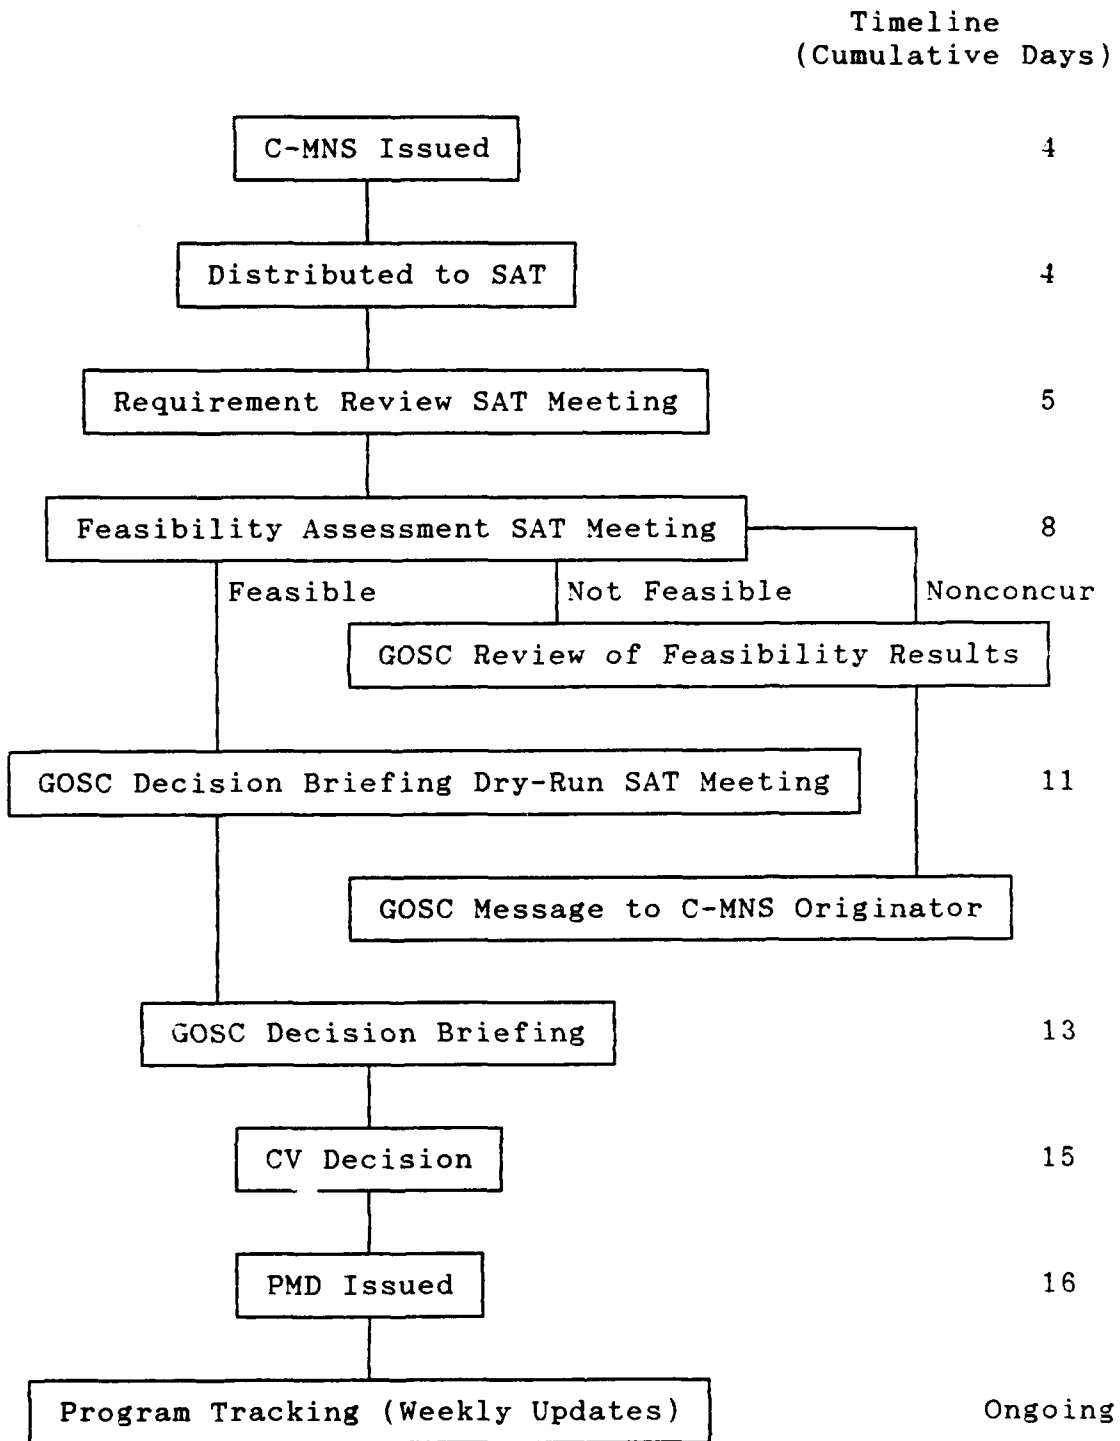 Timeline
(Cumulative Days)
C-MNS Issued 4
Distributed to SAT 4
Requirement Review SAT Meeting 5
Feasibility Assessment SAT Meeting 8
Feasible Not Feasible Nonconcur
GOSC Review of Feasibility Results
GOSC Decision Briefing Dry-Run SAT Meeting 11
GOSC Message to C-MNS Originator
GOSC Decision Briefing 13
CV Decision 15
PMD Issued 16
Program Tracking (Weekly Updates) Ongoing